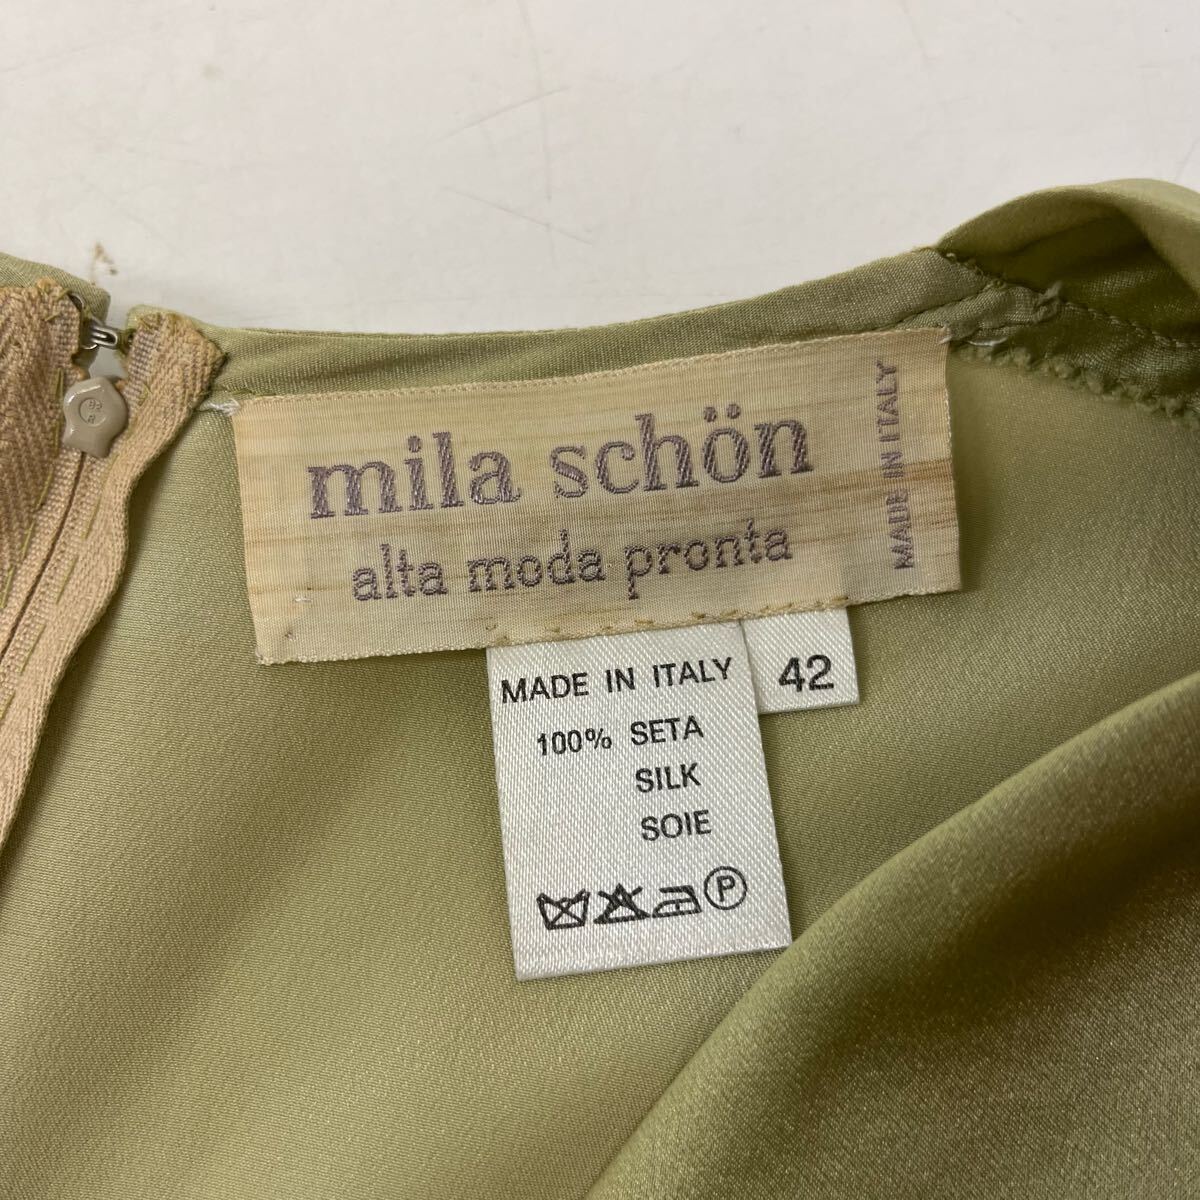 mila schön
alta moda pronta
MADE IN ITALY
MADE IN ITALY
100% SETA
SILK
SOIE
P
42